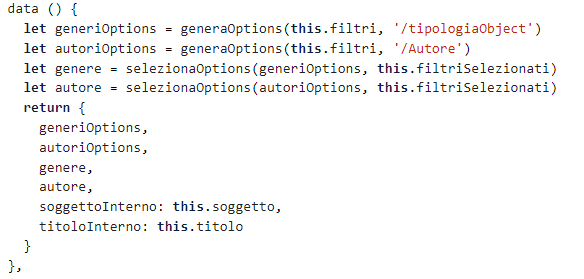 data () {
  let generiOptions = generaOptions(this.filtri, '/tipologiaObject')
  let autoriOptions = generaOptions(this.filtri, '/Autore')
  let genere = selezionaOptions(generiOptions, this.filtriSelezionati)
  let autore = selezionaOptions(autoriOptions, this.filtriSelezionati)
  return {
    generiOptions,
    autoriOptions,
    genere,
    autore,
    soggettoInterno: this.soggetto,
    titoloInterno: this.titolo
  }
},